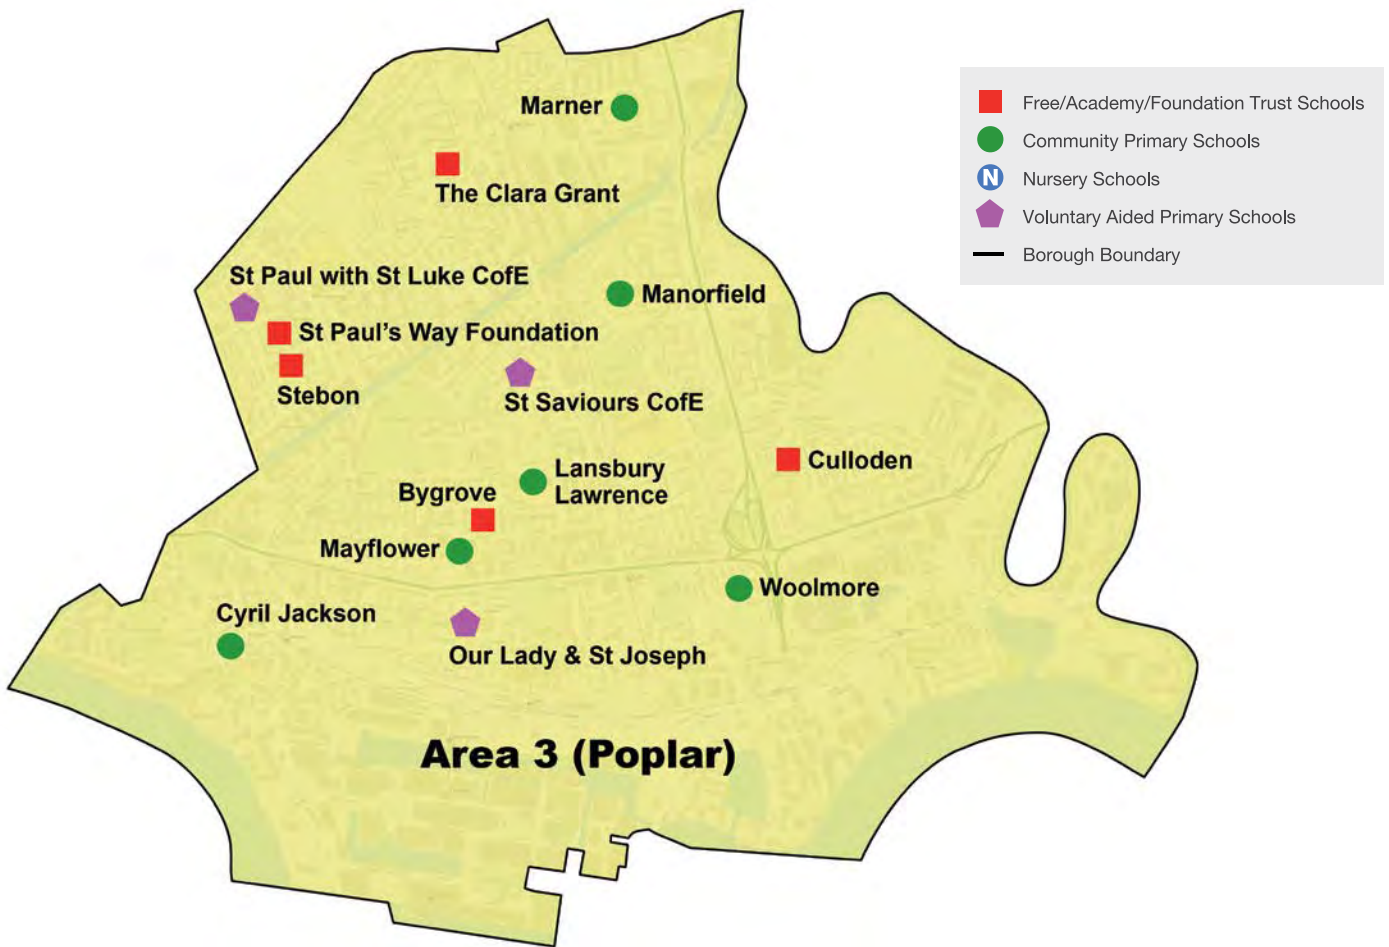 Marner
The Clara Grant
St Paul with St Luke CofE
Manorfield
St Paul's Way Foundation
Stebon
St Saviours CofE
Culloden
Lansbury
Lawrence
Bygrove
Mayflower
Woolmore
Cyril Jackson
Our Lady & St Joseph
Area 3 (Poplar)
Free/Academy/Foundation Trust Schools
Community Primary Schools
N Nursery Schools
Voluntary Aided Primary Schools
Borough Boundary